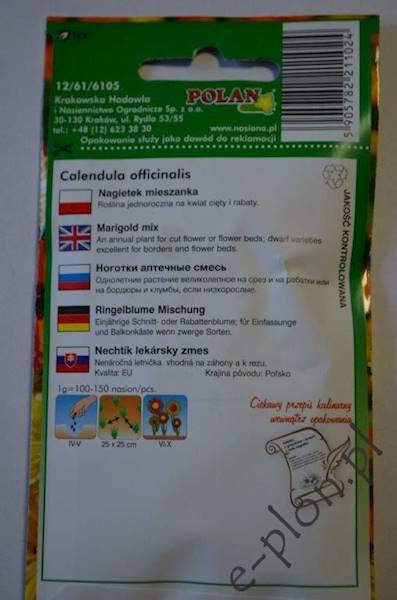 TEX
12/61/6105
Krakowska Hodowla
i Nasiennictwo Ogrodnicze Sp. z o.o.
30-130 Kraków, ul. Rydla 53/55
tel.: +48 (12) 623 38 30
POLAN
www.nasiona.pl
Opakowanie służy jako dowód do reklamacji
5 905782 211024
Calendula officinalis
Nagietek mieszanka
Roślina jednoroczna na kwiat cięty i rabaty.
Marigold mix
An annual plant for cut flower or flower beds; dwarf varieties
excellent for borders and flower beds.
Ноготки аптечные смесь
Однолетние растение великолепное на срез и на рабатки или
на бордюры и клумбы, если низкорослые.
Ringelblume Mischung
Einjährige Schnitt- oder Rabattenblume; für Einfassunge
und Balkonkäste wenn zwerge Sorten.
Nechtík lekársky zmes
Nenáročná letnička vhodná na záhony a k rezu.
Kvalita: EU Krajina pôvodu: Poľsko
1g=100-150 nasion/pcs.
IV-V
25 x 25 cm
VI-X
JAKOŚĆ KONTROLOWANA
Ciekawy przepis kulinarny
wewnątrz opakowania
e-plon.pl